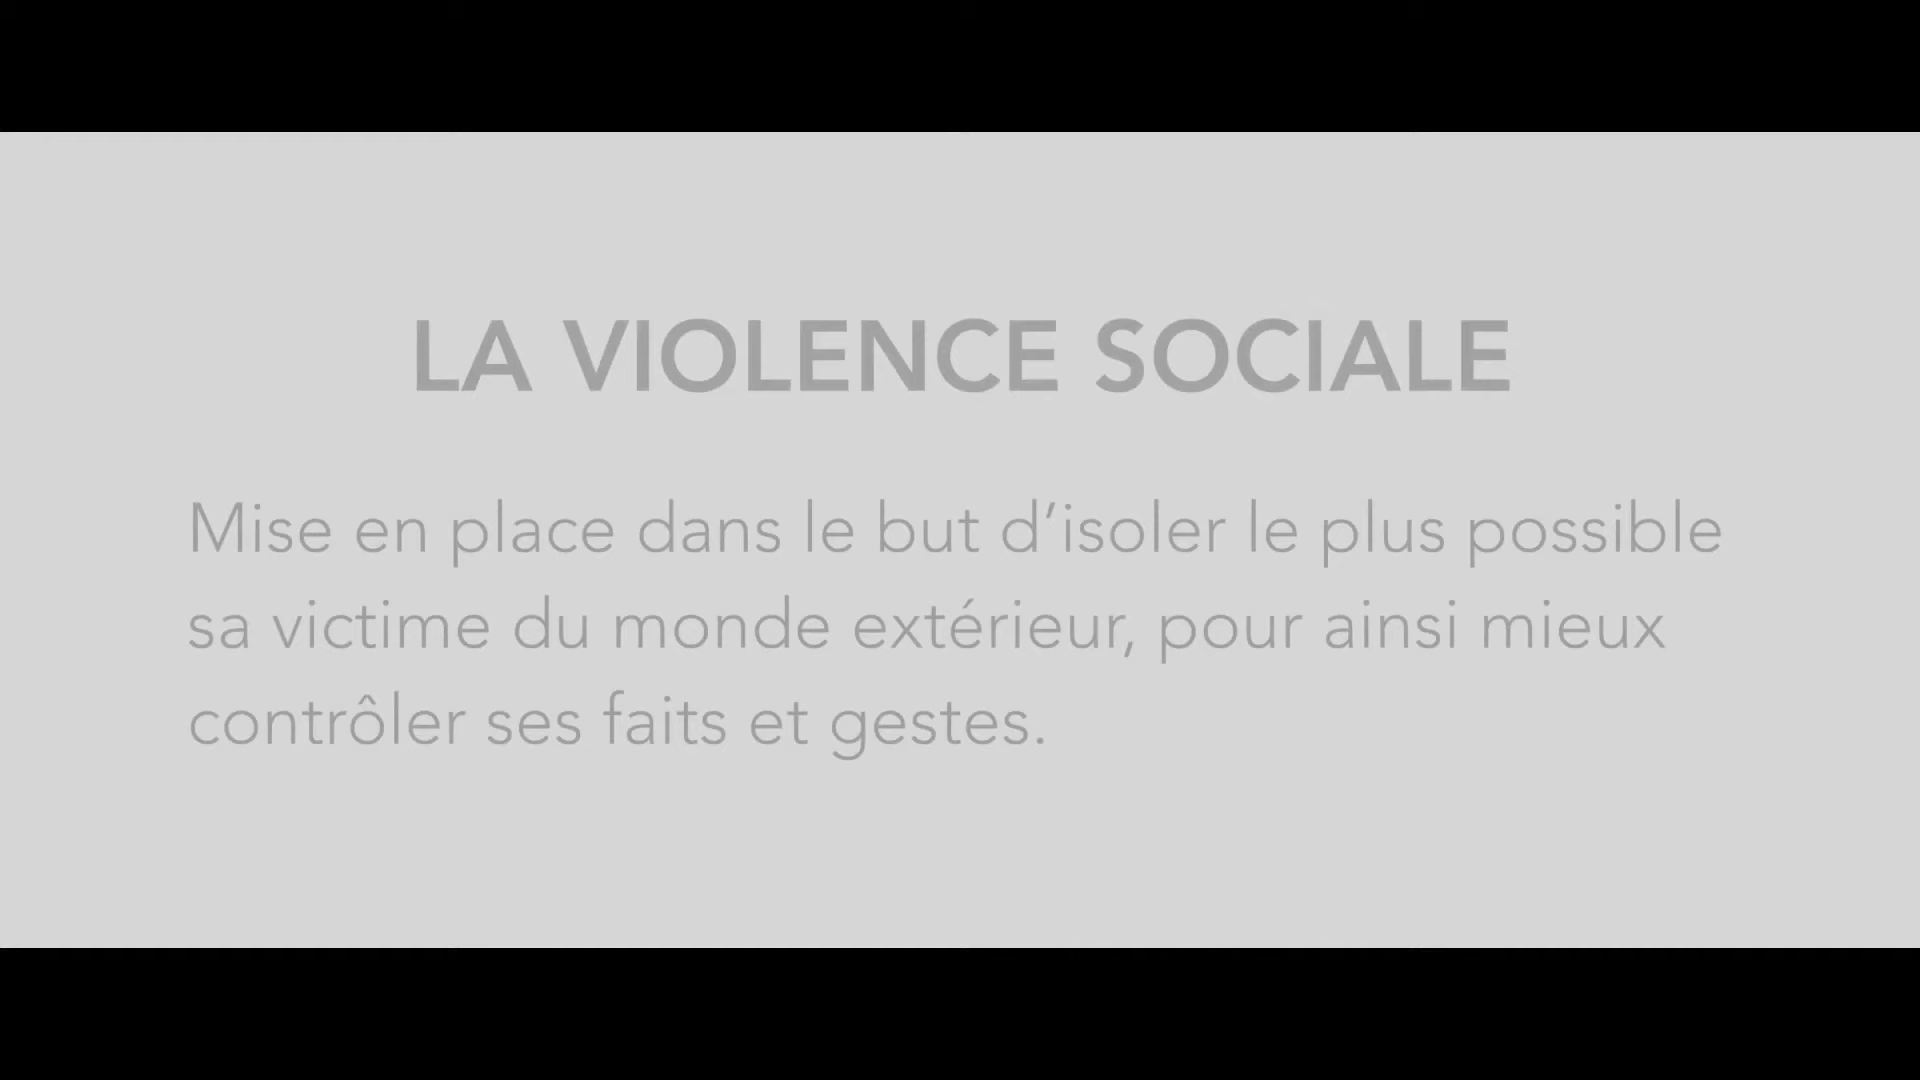 LA VIOLENCE SOCIALE
Mise en place dans le but d’isoler le plus possible
sa victime du monde extérieur, pour ainsi mieux
contrôler ses faits et gestes.